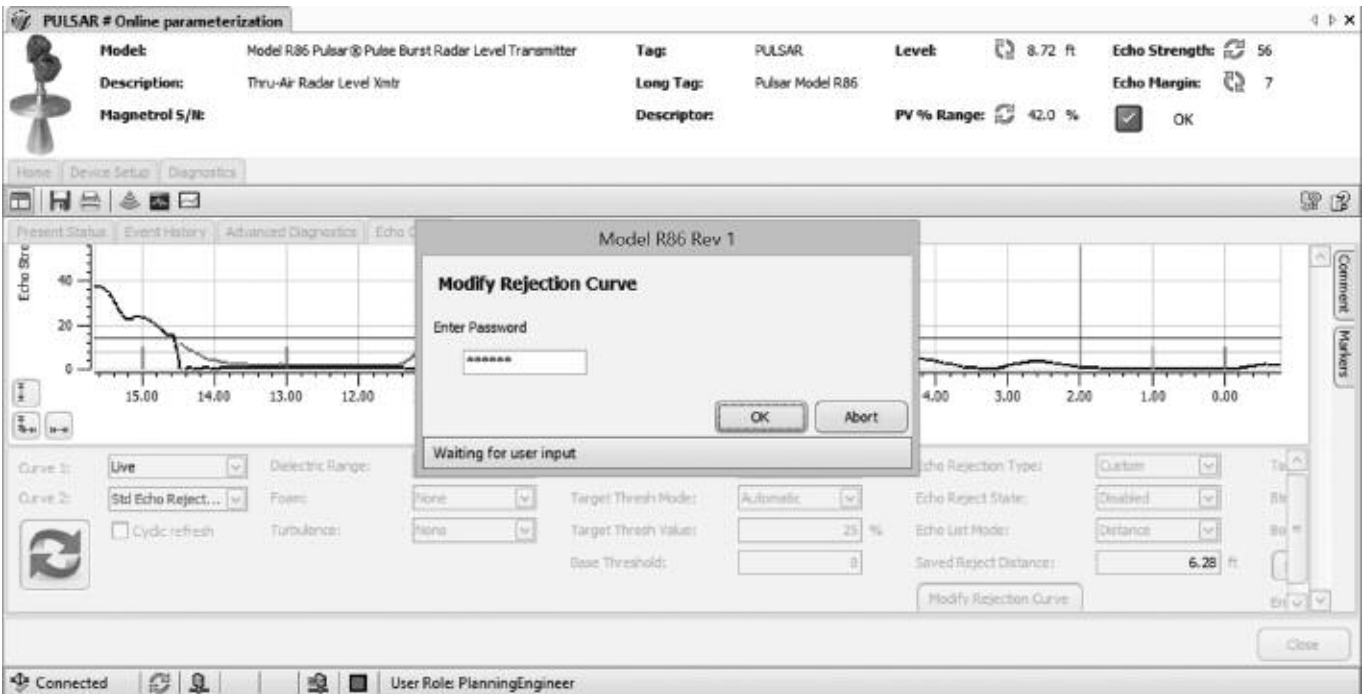 PULSAR # Online parameterization
Model: Model R86 Pulsar® Pulse Burst Radar Level Transmitter Tag: PULSAR Level: 8.72 ft Echo Strength: 56
Description: Thru-Air Radar Level Xmtr Long Tag: Pulsar Model R86 Echo Margin: 7
Magnetrol S/N: Descriptor: PV % Range: 42.0 % OK
Home Device Setup Diagnostics
Present Status Event History Advanced Diagnostics Echo
Model R86 Rev 1
Modify Rejection Curve
Enter Password
******
OK Abort
Waiting for user input
Echo Stre
40
20
0
15.00 14.00 13.00 12.00 4.00 3.00 2.00 1.00 0.00
Comment
Markers
Curve 1: Live Dielectric Range: Echo Rejection Type: Custom
Curve 2: Std Echo Reject... Foam: None Target Thresh Mode: Automatic Echo Reject State: Disabled
Cyclic refresh Turbulence: None Target Thresh Value: 25 % Echo List Mode: Distance
Base Threshold: 0 Saved Reject Distance: 6.28 ft
Modify Rejection Curve
Close
Connected User Role: PlanningEngineer